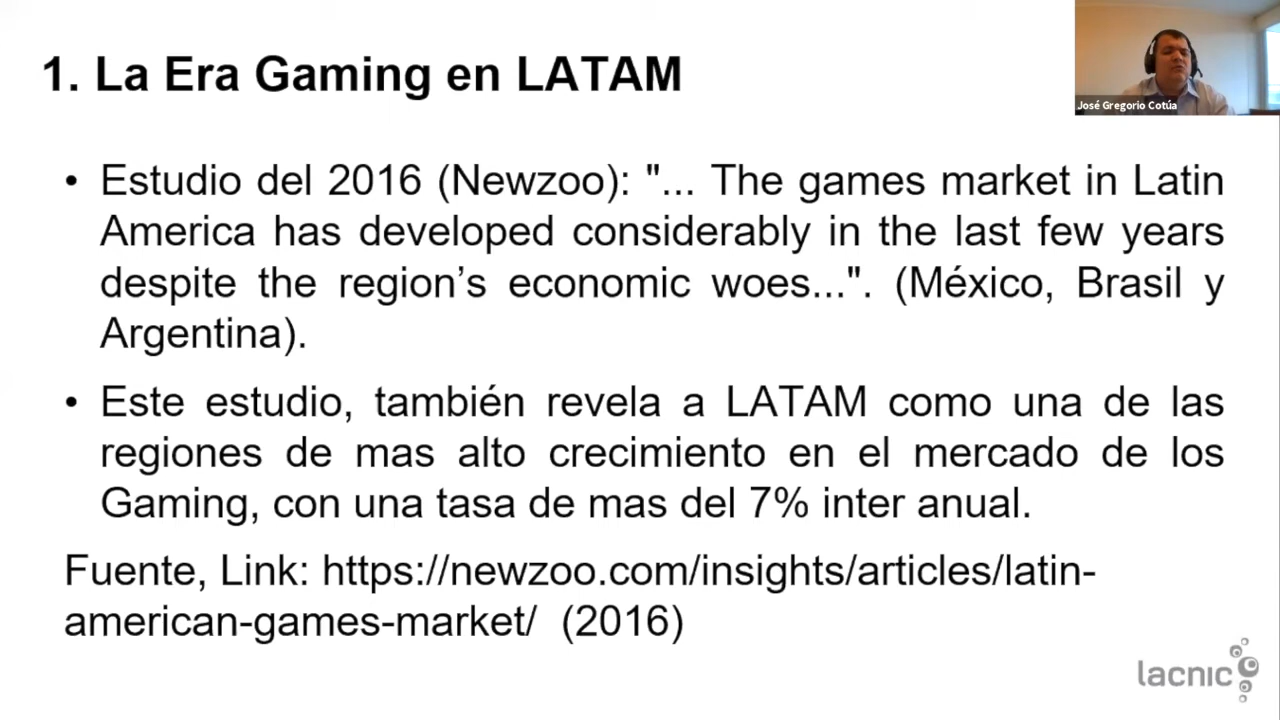 1. La Era Gaming en LATAM
José Gregorio Cotúa
• Estudio del 2016 (Newzoo): "... The games market in Latin
America has developed considerably in the last few years
despite the region’s economic woes...". (México, Brasil y
Argentina).
• Este estudio, también revela a LATAM como una de las
regiones de mas alto crecimiento en el mercado de los
Gaming, con una tasa de mas del 7% inter anual.
Fuente, Link: https://newzoo.com/insights/articles/latin-
american-games-market/ (2016)
lacnic